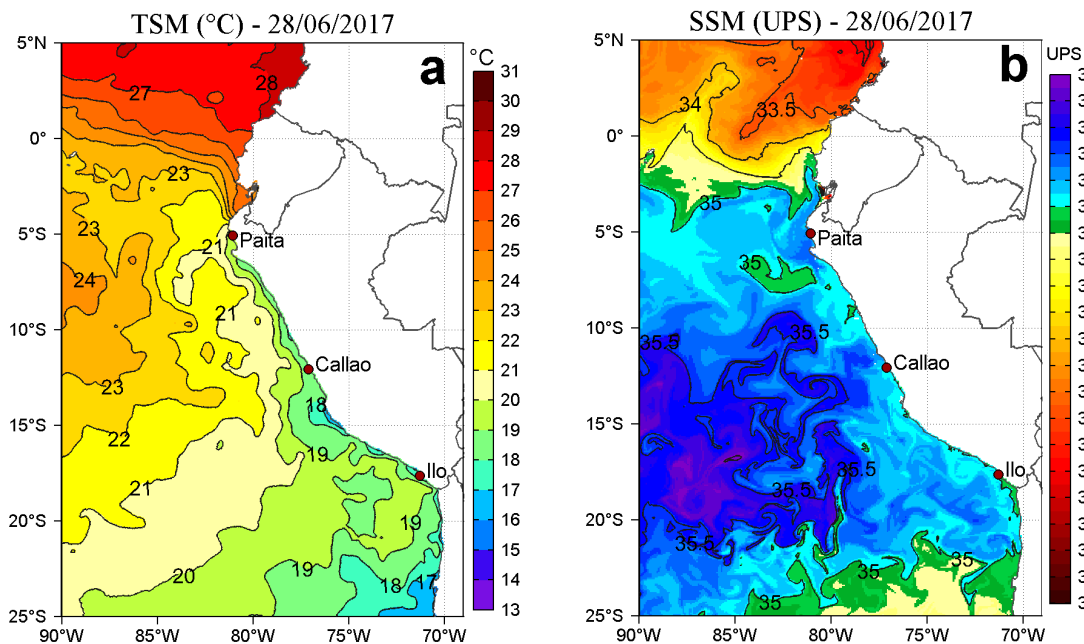 TSM (°C) - 28/06/2017
a
°C
5°N
0°
5°S
10°S
15°S
20°S
25°S
90°W
85°W
80°W
75°W
70°W
28
27
23
23
21
24
21
23
22
18
19
21
19
20
19
18
17
Paita
Callao
Ilo
31
30
29
28
27
26
25
24
23
22
21
20
19
18
17
16
15
14
13
SSM (UPS) - 28/06/2017
b
UPS
5°N
0°
5°S
10°S
15°S
20°S
25°S
90°W
85°W
80°W
75°W
70°W
34
33.5
35
35
35.5
35.5
35.5
35.5
35.5
35
35
35
Paita
Callao
Ilo